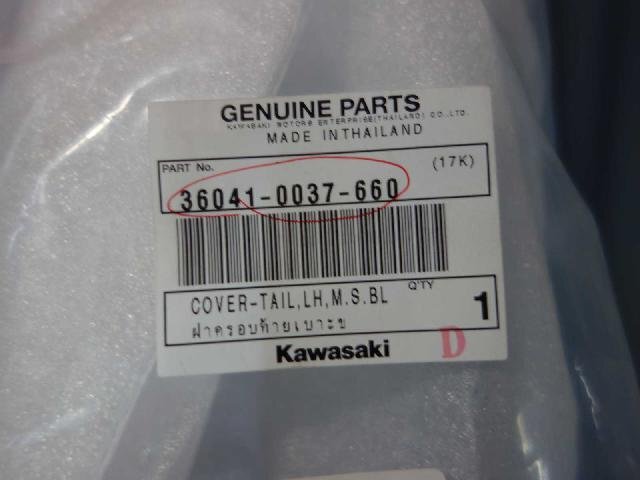 GENUINE PARTS
KAWASAKI MOTORS ENTERPRISE(THAILAND) CO.,LTD.
MADE INTHAILAND
PART No. (17K)
36041-0037-660
COVER-TAIL,LH,M.S.BL Q'TY 1
ฝาครอบท้ายเบาะข
Kawasaki D